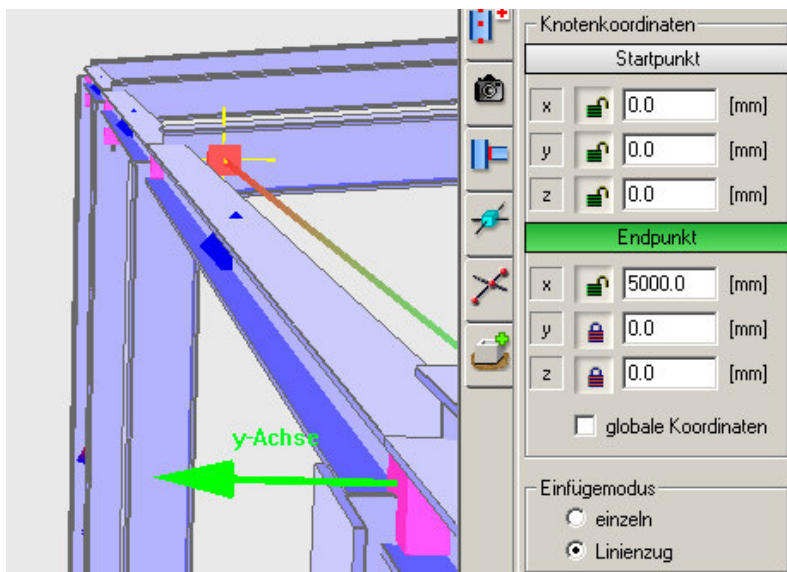 Knotenkoordinaten
Startpunkt
x 0.0 [mm]
y 0.0 [mm]
z 0.0 [mm]
Endpunkt
x 5000.0 [mm]
y 0.0 [mm]
z 0.0 [mm]
globale Koordinaten
y-Achse
Einfügemodus
einzeln
Linienzug